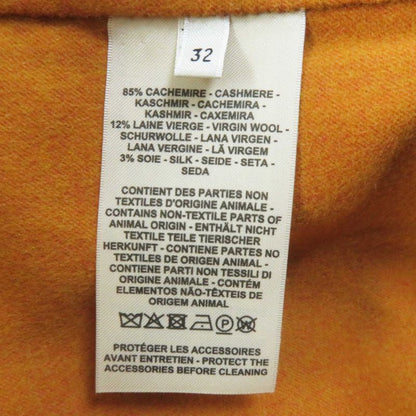 32
85% CACHEMIRE - CASHMERE -
KASCHMIR - CACHEMIRA -
KASHMIR - CAXEMIRA
12% LAINE VIERGE - VIRGIN WOOL -
SCHURWOLLE - LANA VIRGEN -
LANA VERGINE - LÃ VIRGEM
3% SOIE - SILK - SEIDE - SETA -
SEDA
CONTIENT DES PARTIES NON
TEXTILES D'ORIGINE ANIMALE -
CONTAINS NON-TEXTILE PARTS OF
ANIMAL ORIGIN - ENTHÄLT NICHT
TEXTILE TEILE TIERISCHER
HERKUNFT - CONTIENE PARTES NO
TEXTILES DE ORIGEN ANIMAL -
CONTIENE PARTI NON TESSILI DI
ORIGINE ANIMALE - CONTÉM
ELEMENTOS NÃO-TÊXTEIS DE
ORIGEM ANIMAL
P
W
PROTÉGER LES ACCESSOIRES
AVANT ENTRETIEN - PROTECT THE
ACCESSORIES BEFORE CLEANING